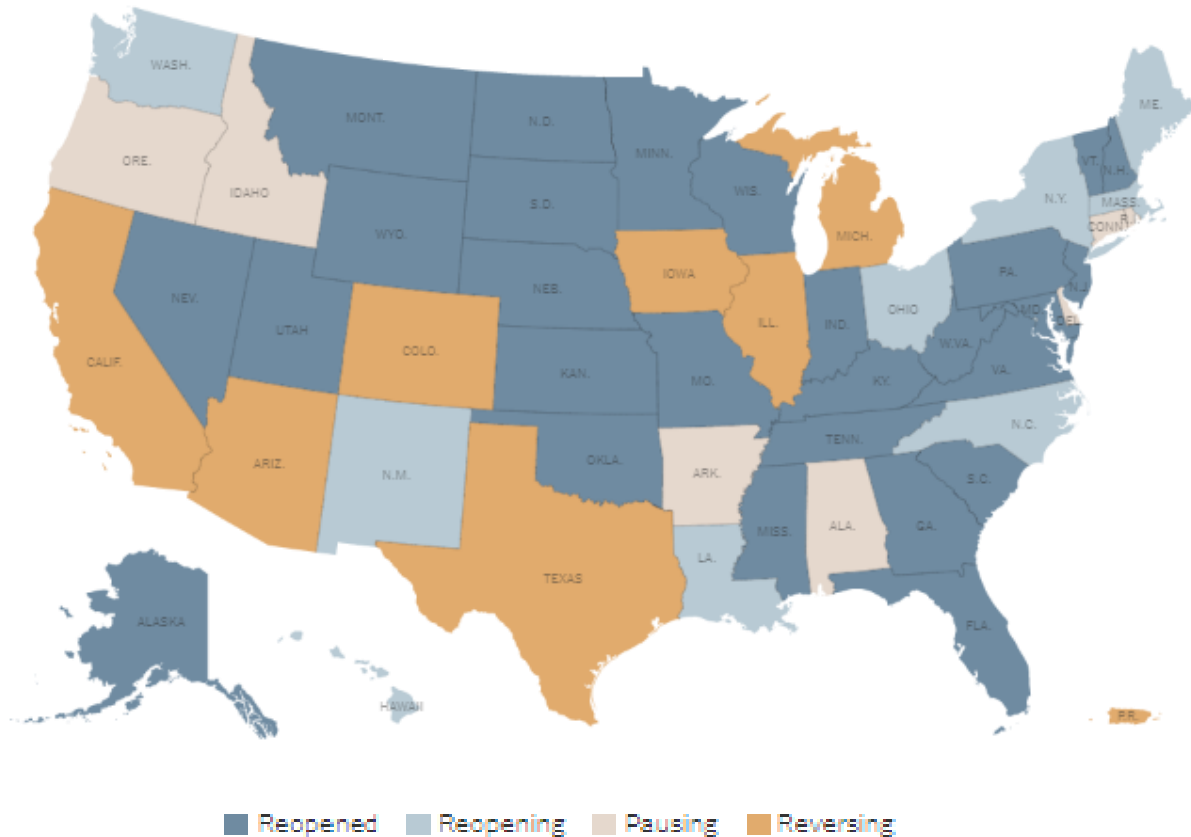 WASH.
ME.
MONT.
N.D.
MINN.
ORE.
VT.
N.H.
IDAHO
WIS.
N.Y.
MASS.
S.D.
R.
CONN.
WYO.
MICH.
IOWA
PA.
NEB.
N.J.
NEV.
OHIO
MD.
DEL.
UTAH
ILL.
IND.
W.VA.
COLO.
CALIF.
VA.
KAN.
MO.
KY.
N.C.
TENN.
ARIZ.
OKLA.
N.M.
ARK.
S.C.
MISS.
ALA.
GA.
LA.
TEXAS
ALASKA
FLA.
HAWAII
P.R.
Reopened Reopening Pausing Reversing